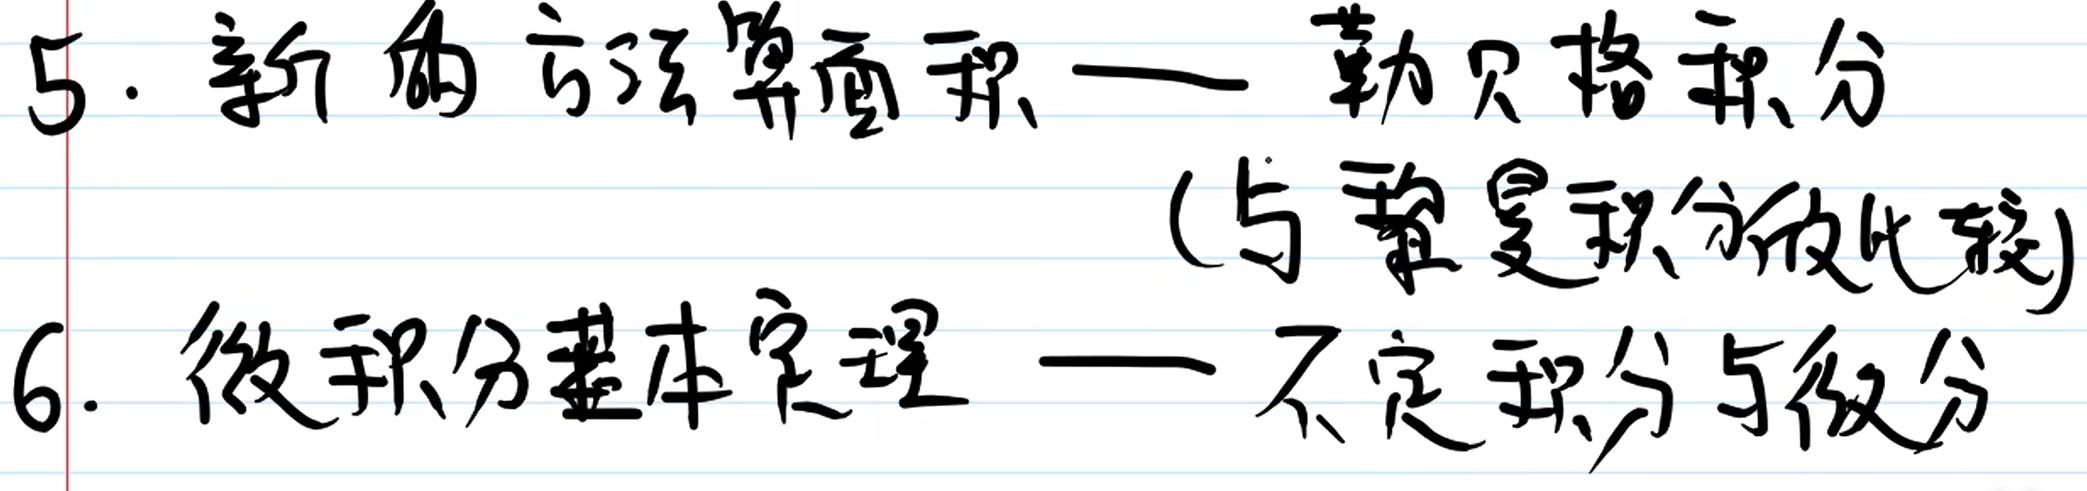 5. 新的方法算面积 — 勒贝格积分
(与黎曼积分做比较)
6. 微积分基本定理 — 不定积分与微分